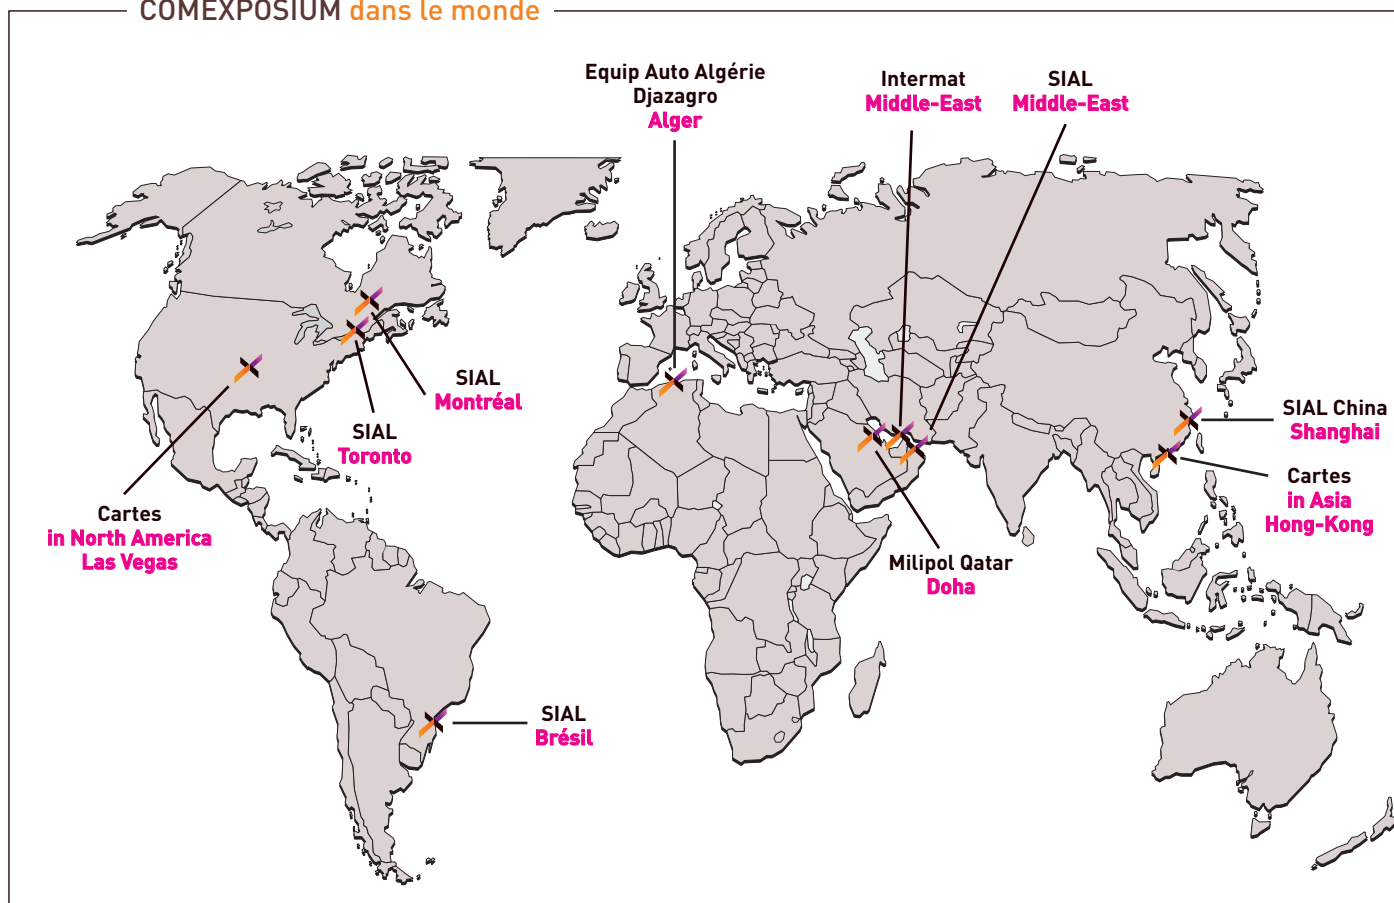 COMEXPOSIUM dans le monde
Equip Auto Algérie
Djazagro
Alger
Intermat
Middle-East
SIAL
Middle-East
SIAL
Montréal
SIAL
Toronto
Cartes
in North America
Las Vegas
SIAL China
Shanghai
Cartes
in Asia
Hong-Kong
Milipol Qatar
Doha
SIAL
Brésil